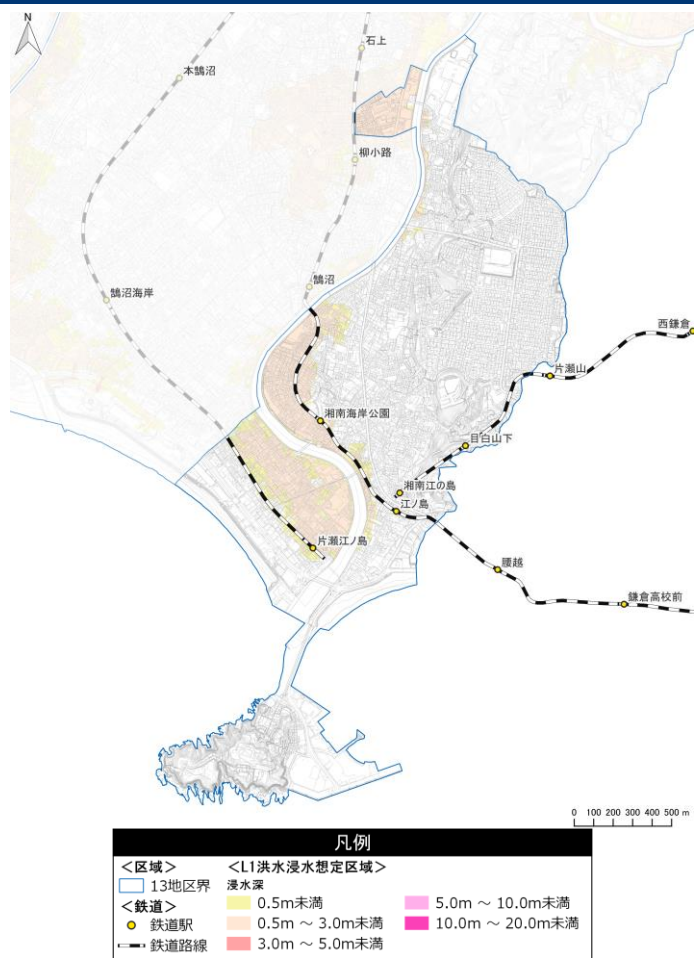 N
石上
本鵠沼
柳小路
鵠沼
鵠沼海岸
西鎌倉
片瀬山
湘南海岸公園
目白山下
湘南江の島
江ノ島
片瀬江ノ島
腰越
鎌倉高校前
0 100 200 300 400 500 m
凡例
＜区域＞
13地区界
＜鉄道＞
鉄道駅
鉄道路線
＜L1洪水浸水想定区域＞
浸水深
0.5m未満
0.5m ～ 3.0m未満
3.0m ～ 5.0m未満
5.0m ～ 10.0m未満
10.0m ～ 20.0m未満